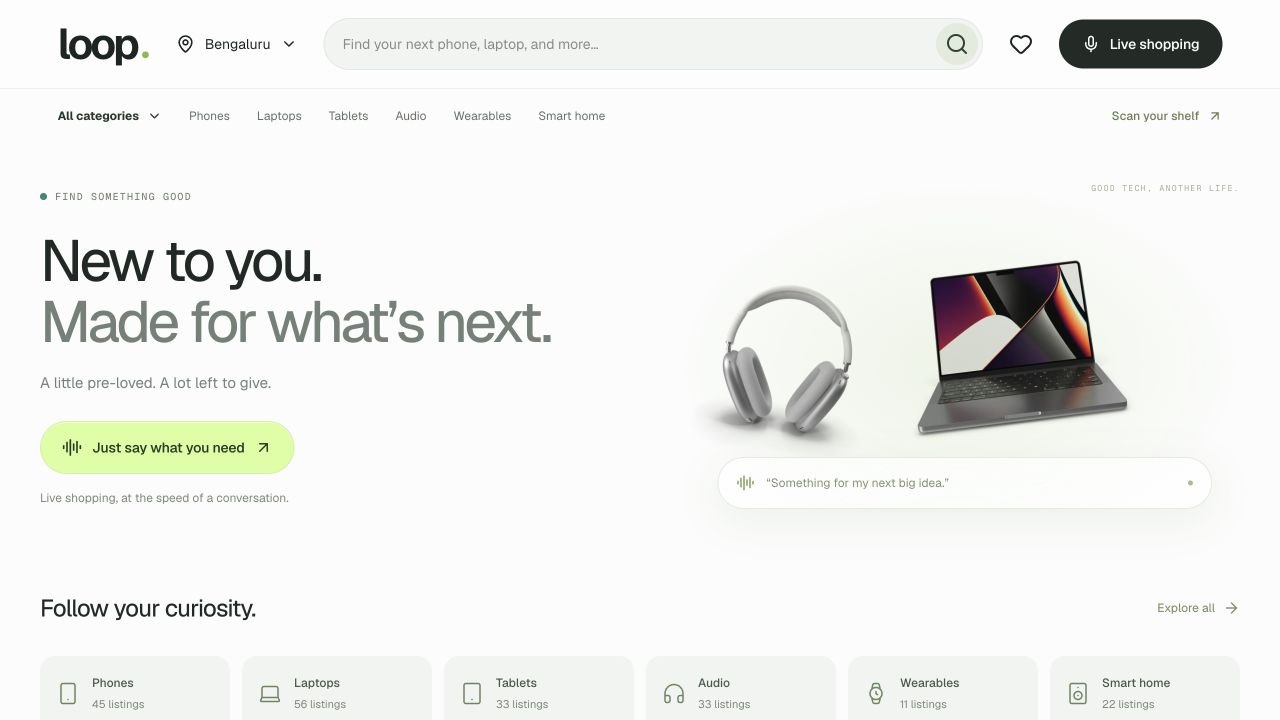 loop.
Bengaluru
Find your next phone, laptop, and more...
Live shopping
All categories
Phones
Laptops
Tablets
Audio
Wearables
Smart home
Scan your shelf
FIND SOMETHING GOOD
GOOD TECH, ANOTHER LIFE.
New to you.
Made for what's next.
A little pre-loved. A lot left to give.
Just say what you need
Live shopping, at the speed of a conversation.
“Something for my next big idea.”
Follow your curiosity.
Explore all
Phones
45 listings
Laptops
56 listings
Tablets
33 listings
Audio
33 listings
Wearables
11 listings
Smart home
22 listings